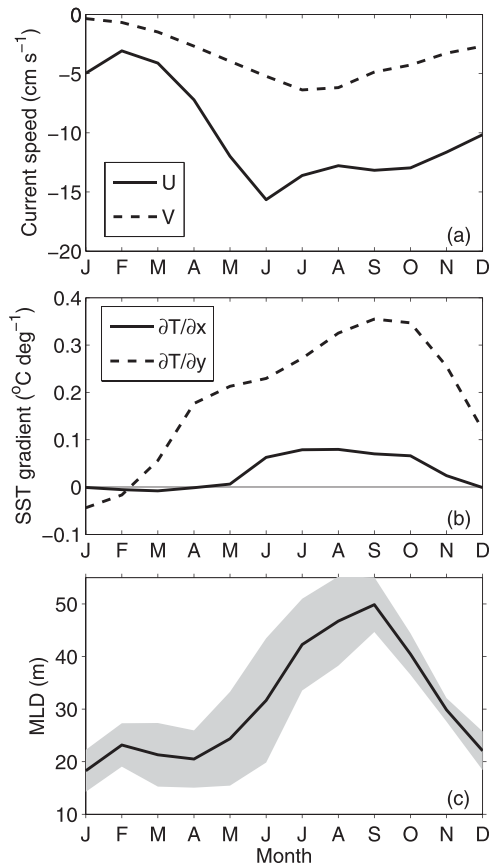 Current speed (cm s⁻¹)
0
−5
−10
−15
−20
U
V
(a)
J F M A M J J A S O N D
SST gradient (°C deg⁻¹)
0.4
0.3
0.2
0.1
0
−0.1
∂T/∂x
∂T/∂y
(b)
J F M A M J J A S O N D
MLD (m)
50
40
30
20
10
(c)
J F M A M J J A S O N D
Month